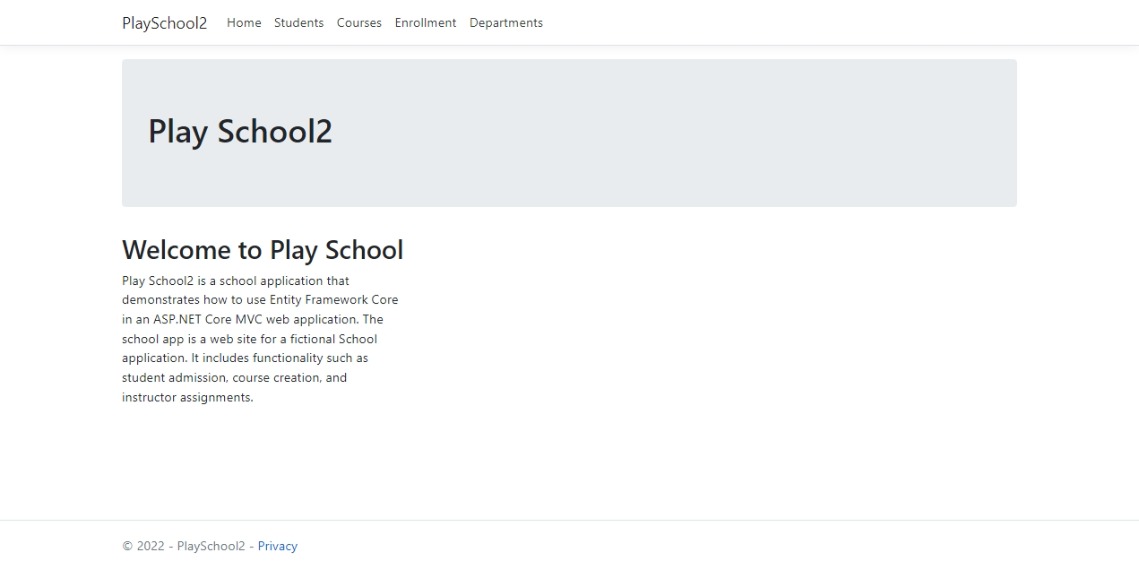 PlaySchool2 Home Students Courses Enrollment Departments
Play School2
Welcome to Play School
Play School2 is a school application that
demonstrates how to use Entity Framework Core
in an ASP.NET Core MVC web application. The
school app is a web site for a fictional School
application. It includes functionality such as
student admission, course creation, and
instructor assignments.
© 2022 - PlaySchool2 - Privacy